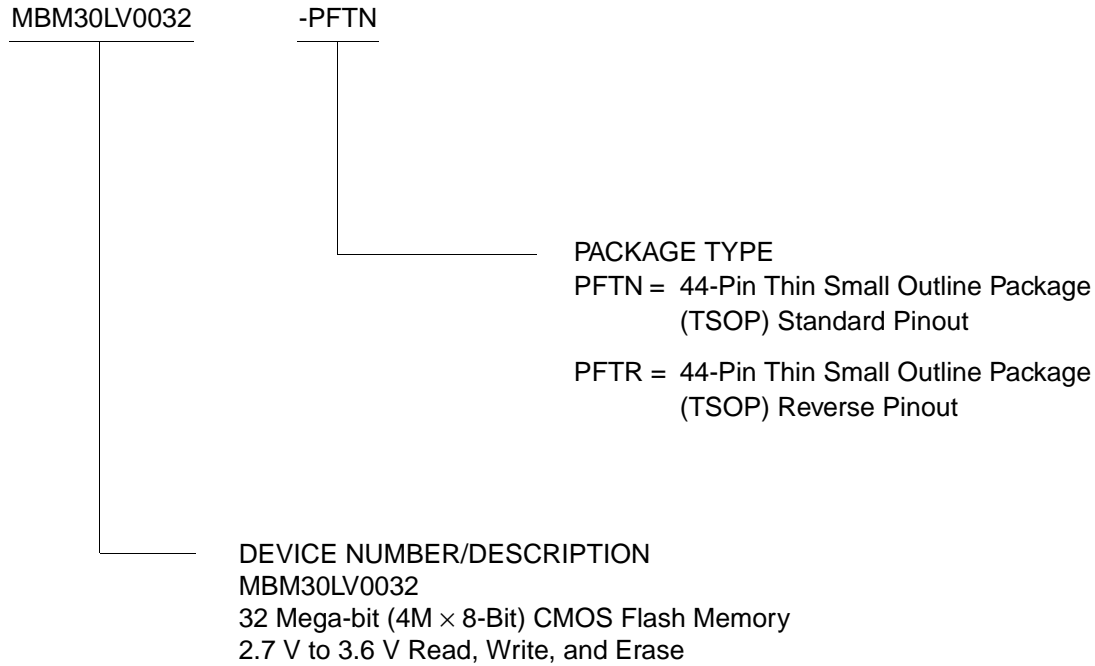 MBM30LV0032 -PFTN
PACKAGE TYPE
PFTN = 44-Pin Thin Small Outline Package
(TSOP) Standard Pinout
PFTR = 44-Pin Thin Small Outline Package
(TSOP) Reverse Pinout
DEVICE NUMBER/DESCRIPTION
MBM30LV0032
32 Mega-bit (4M × 8-Bit) CMOS Flash Memory
2.7 V to 3.6 V Read, Write, and Erase